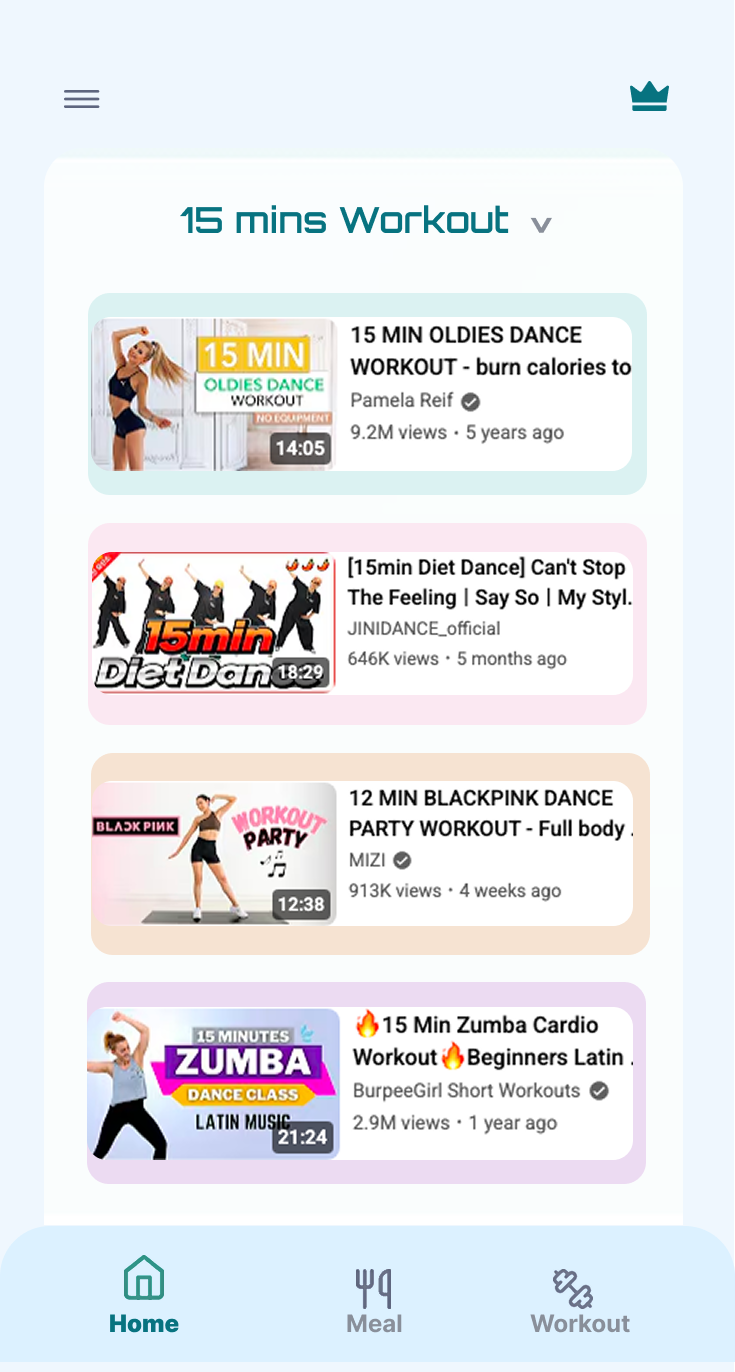 15 mins Workout v
15 MIN
OLDIES DANCE
WORKOUT
NO EQUIPMENT
14:05
15 MIN OLDIES DANCE
WORKOUT - burn calories to
Pamela Reif
9.2M views · 5 years ago
15min
Diet Dan
18:29
[15min Diet Dance] Can't Stop
The Feeling | Say So | My Styl.
JINIDANCE_official
646K views · 5 months ago
BLACKPINK
WORKOUT
PARTY
12:38
12 MIN BLACKPINK DANCE
PARTY WORKOUT - Full body .
MIZI
913K views · 4 weeks ago
15 MINUTES
ZUMBA
DANCE CLASS
LATIN MUSIC
21:24
🔥15 Min Zumba Cardio
Workout🔥Beginners Latin .
BurpeeGirl Short Workouts
2.9M views · 1 year ago
Home Meal Workout